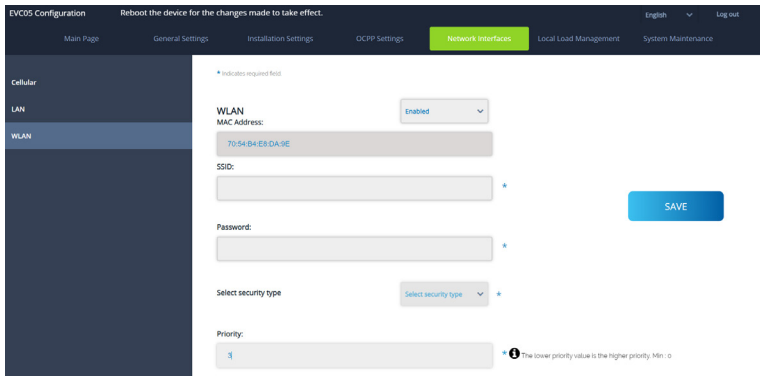 EVC05 Configuration Reboot the device for the changes made to take effect. English Log out
Main Page General Settings Installation Settings OCPP Settings Network Interfaces Local Load Management System Maintenance
* Indicates required field.
Cellular
LAN
WLAN
WLAN Enabled
MAC Address:
70:54:B4:E8:DA:9E
SSID:
*
SAVE
Password:
*
Select security type Select security type *
Priority:
3 * The lower priority value is the higher priority. Min.: 0